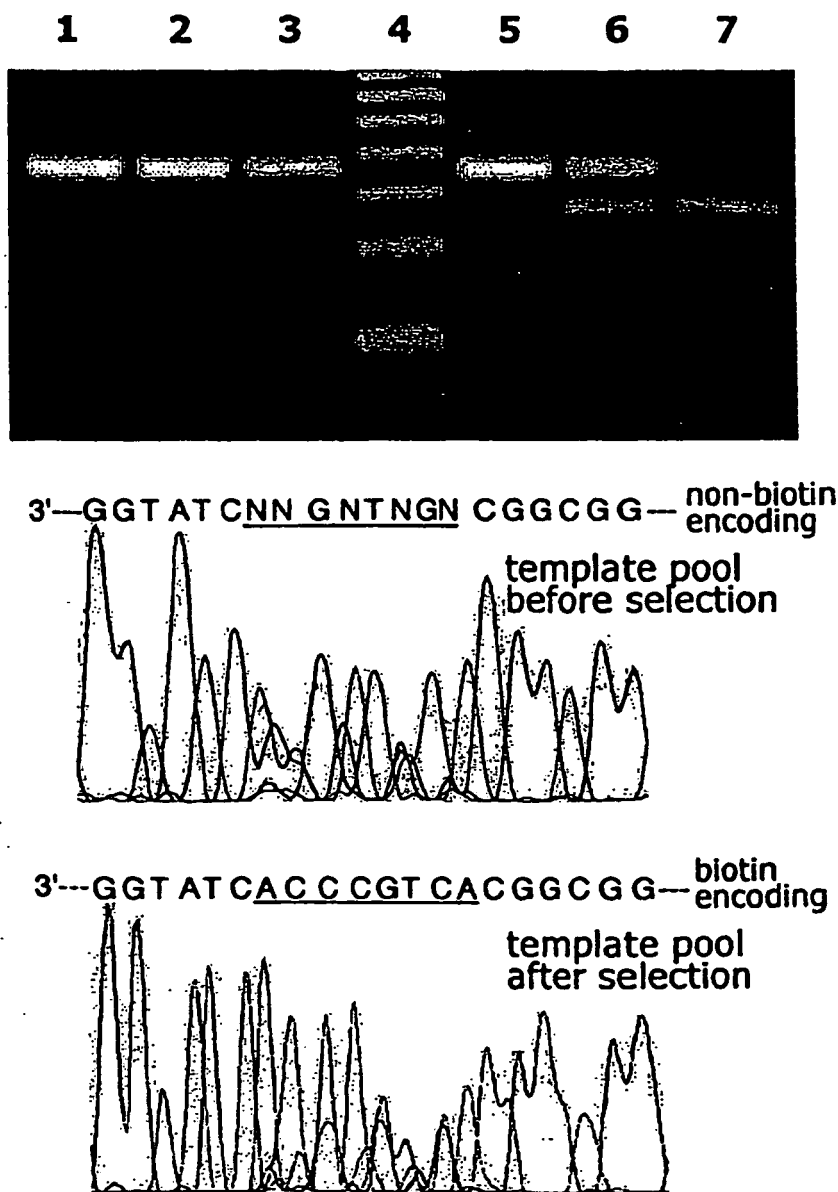 1 2 3 4 5 6 7
3'—GGTATCNNGNTNGNCGGCGG— non-biotin
encoding
template pool
before selection
3'---GGTATCACCCGTCACGGCGG— biotin
encoding
template pool
after selection